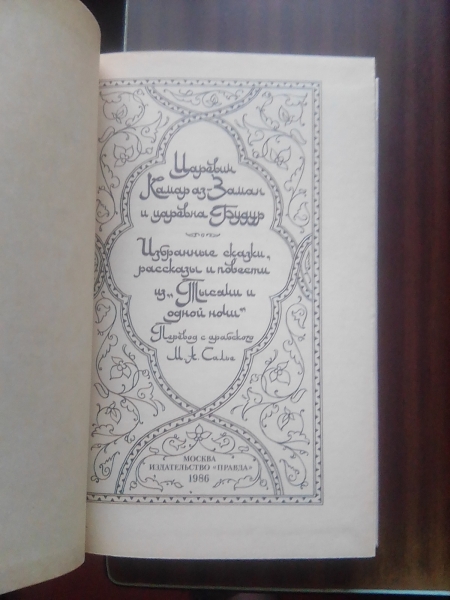 Царевич
Камар аз-Заман
и царевна Будур
Избранные сказки,
рассказы и повести
из „Тысячи и
одной ночи“
Перевод с арабского
М. А. Салье
МОСКВА
ИЗДАТЕЛЬСТВО «ПРАВДА»
1986